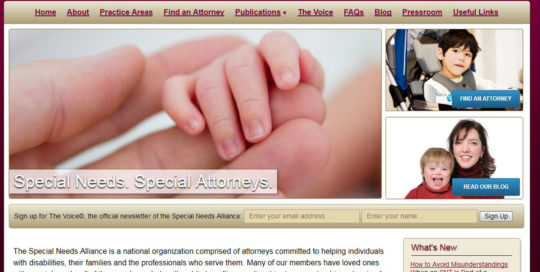 Home About Practice Areas Find an Attorney Publications The Voice FAQs Blog Pressroom Useful Links
FIND AN ATTORNEY
Special Needs. Special Attorneys.
READ OUR BLOG
Sign up for The Voice©, the official newsletter of the Special Needs Alliance: Enter your email address... Enter your name... Sign Up
The Special Needs Alliance is a national organization comprised of attorneys committed to helping individuals
with disabilities, their families and the professionals who serve them. Many of our members have loved ones
What's New
How to Avoid Misunderstandings